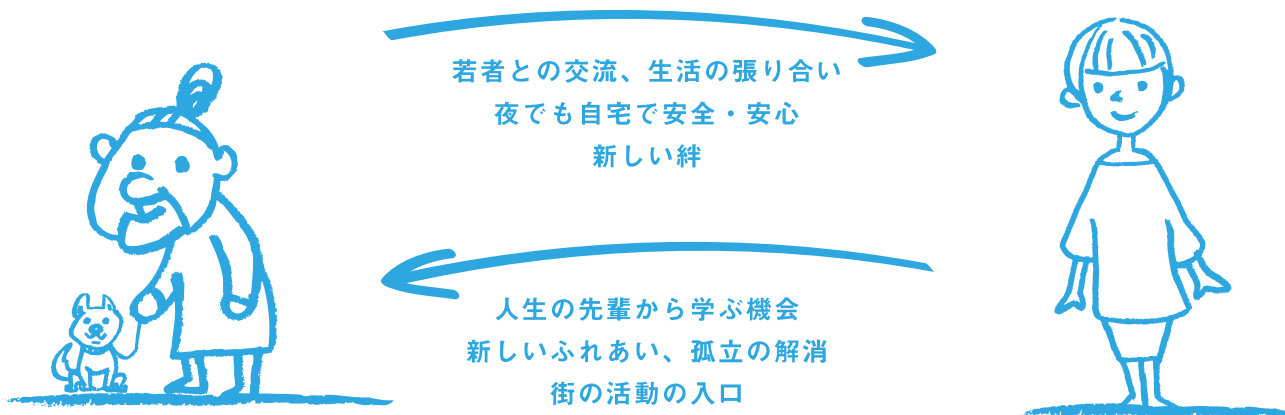 若者との交流、生活の張り合い
夜でも自宅で安全・安心
新しい絆
人生の先輩から学ぶ機会
新しいふれあい、孤立の解消
街の活動の入口